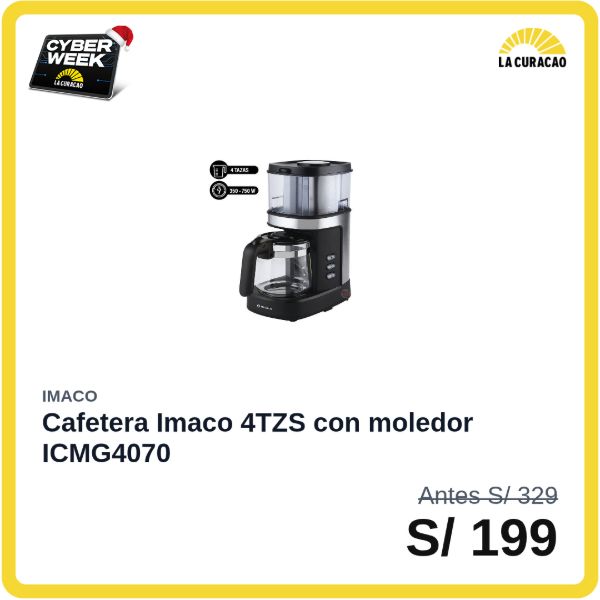 CYBER
WEEK
LA CURACAO
LA CURACAO
4 TAZAS
350 - 750 W
IMACO
Cafetera Imaco 4TZS con moledor
ICMG4070
Antes S/ 329
S/ 199